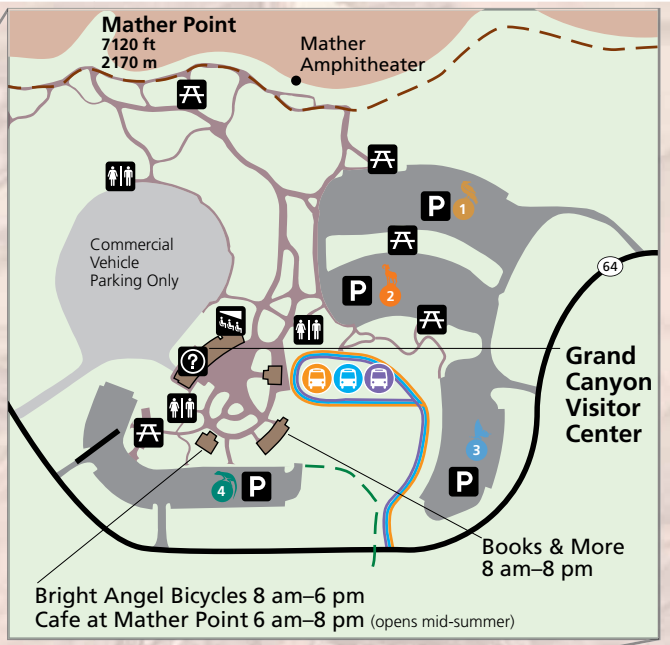 Mather Point
7120 ft
2170 m
Mather
Amphitheater
P
1
Commercial
Vehicle
Parking Only
64
P
2
?
Grand
Canyon
Visitor
Center
3
P
4
P
Books & More
8 am–8 pm
Bright Angel Bicycles 8 am–6 pm
Cafe at Mather Point 6 am–8 pm (opens mid-summer)